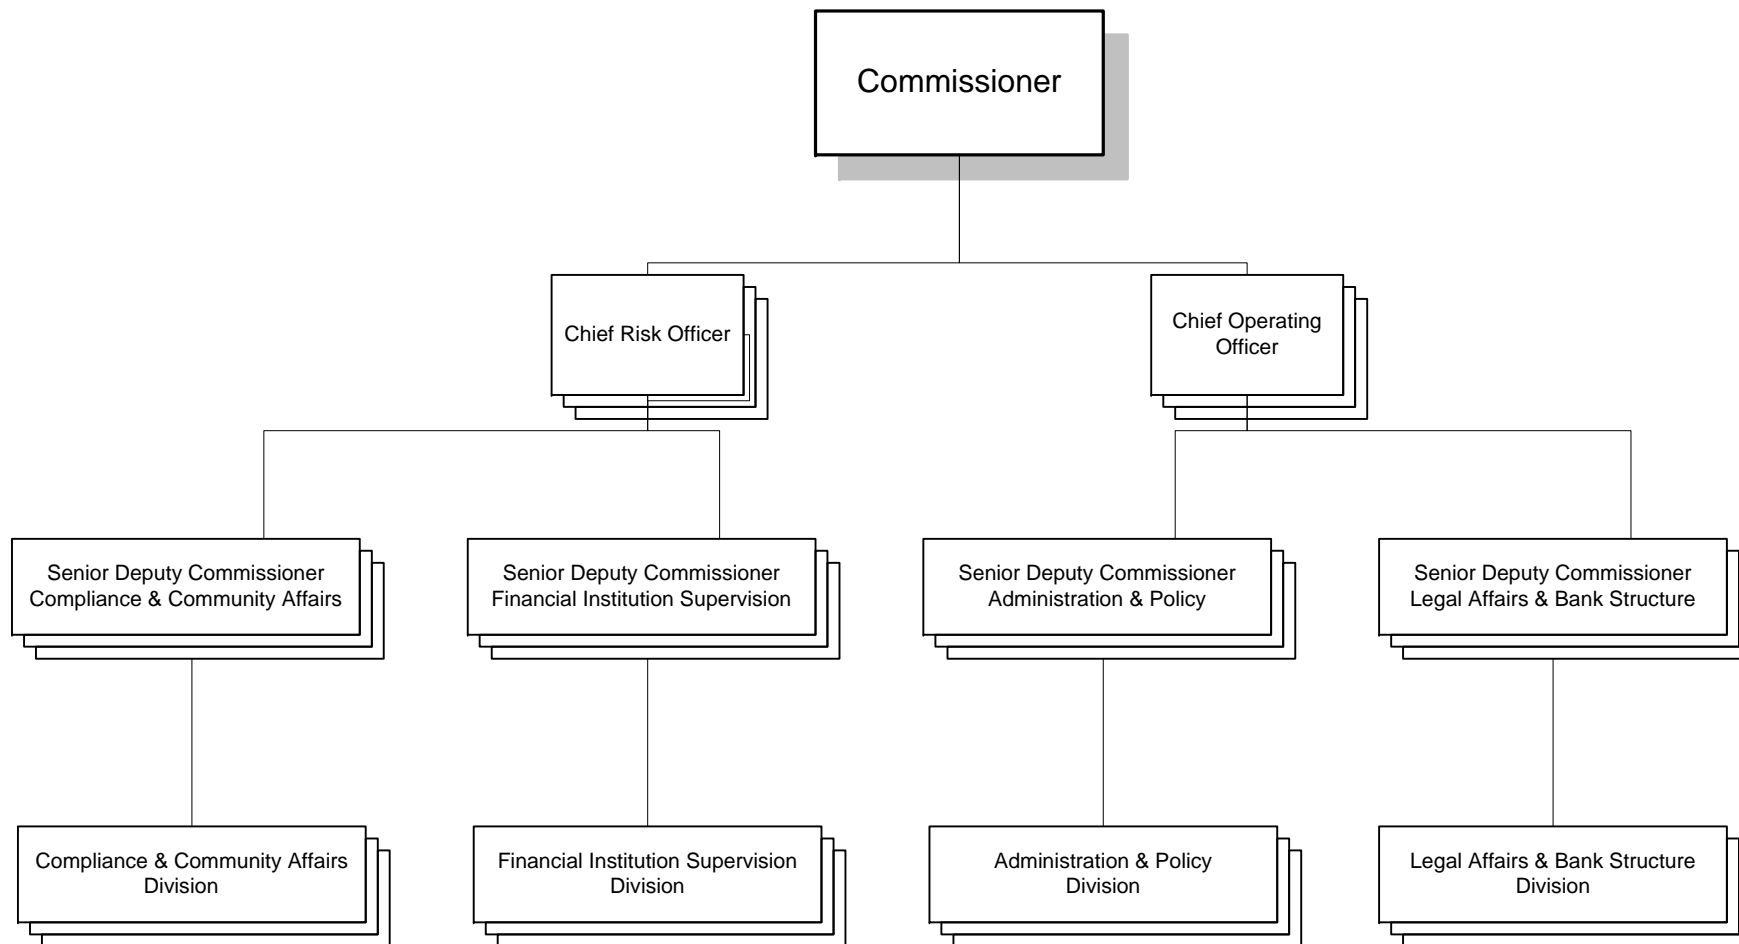 Commissioner
Chief Risk Officer
Chief Operating
Officer
Senior Deputy Commissioner
Compliance & Community Affairs
Senior Deputy Commissioner
Financial Institution Supervision
Senior Deputy Commissioner
Administration & Policy
Senior Deputy Commissioner
Legal Affairs & Bank Structure
Compliance & Community Affairs
Division
Financial Institution Supervision
Division
Administration & Policy
Division
Legal Affairs & Bank Structure
Division